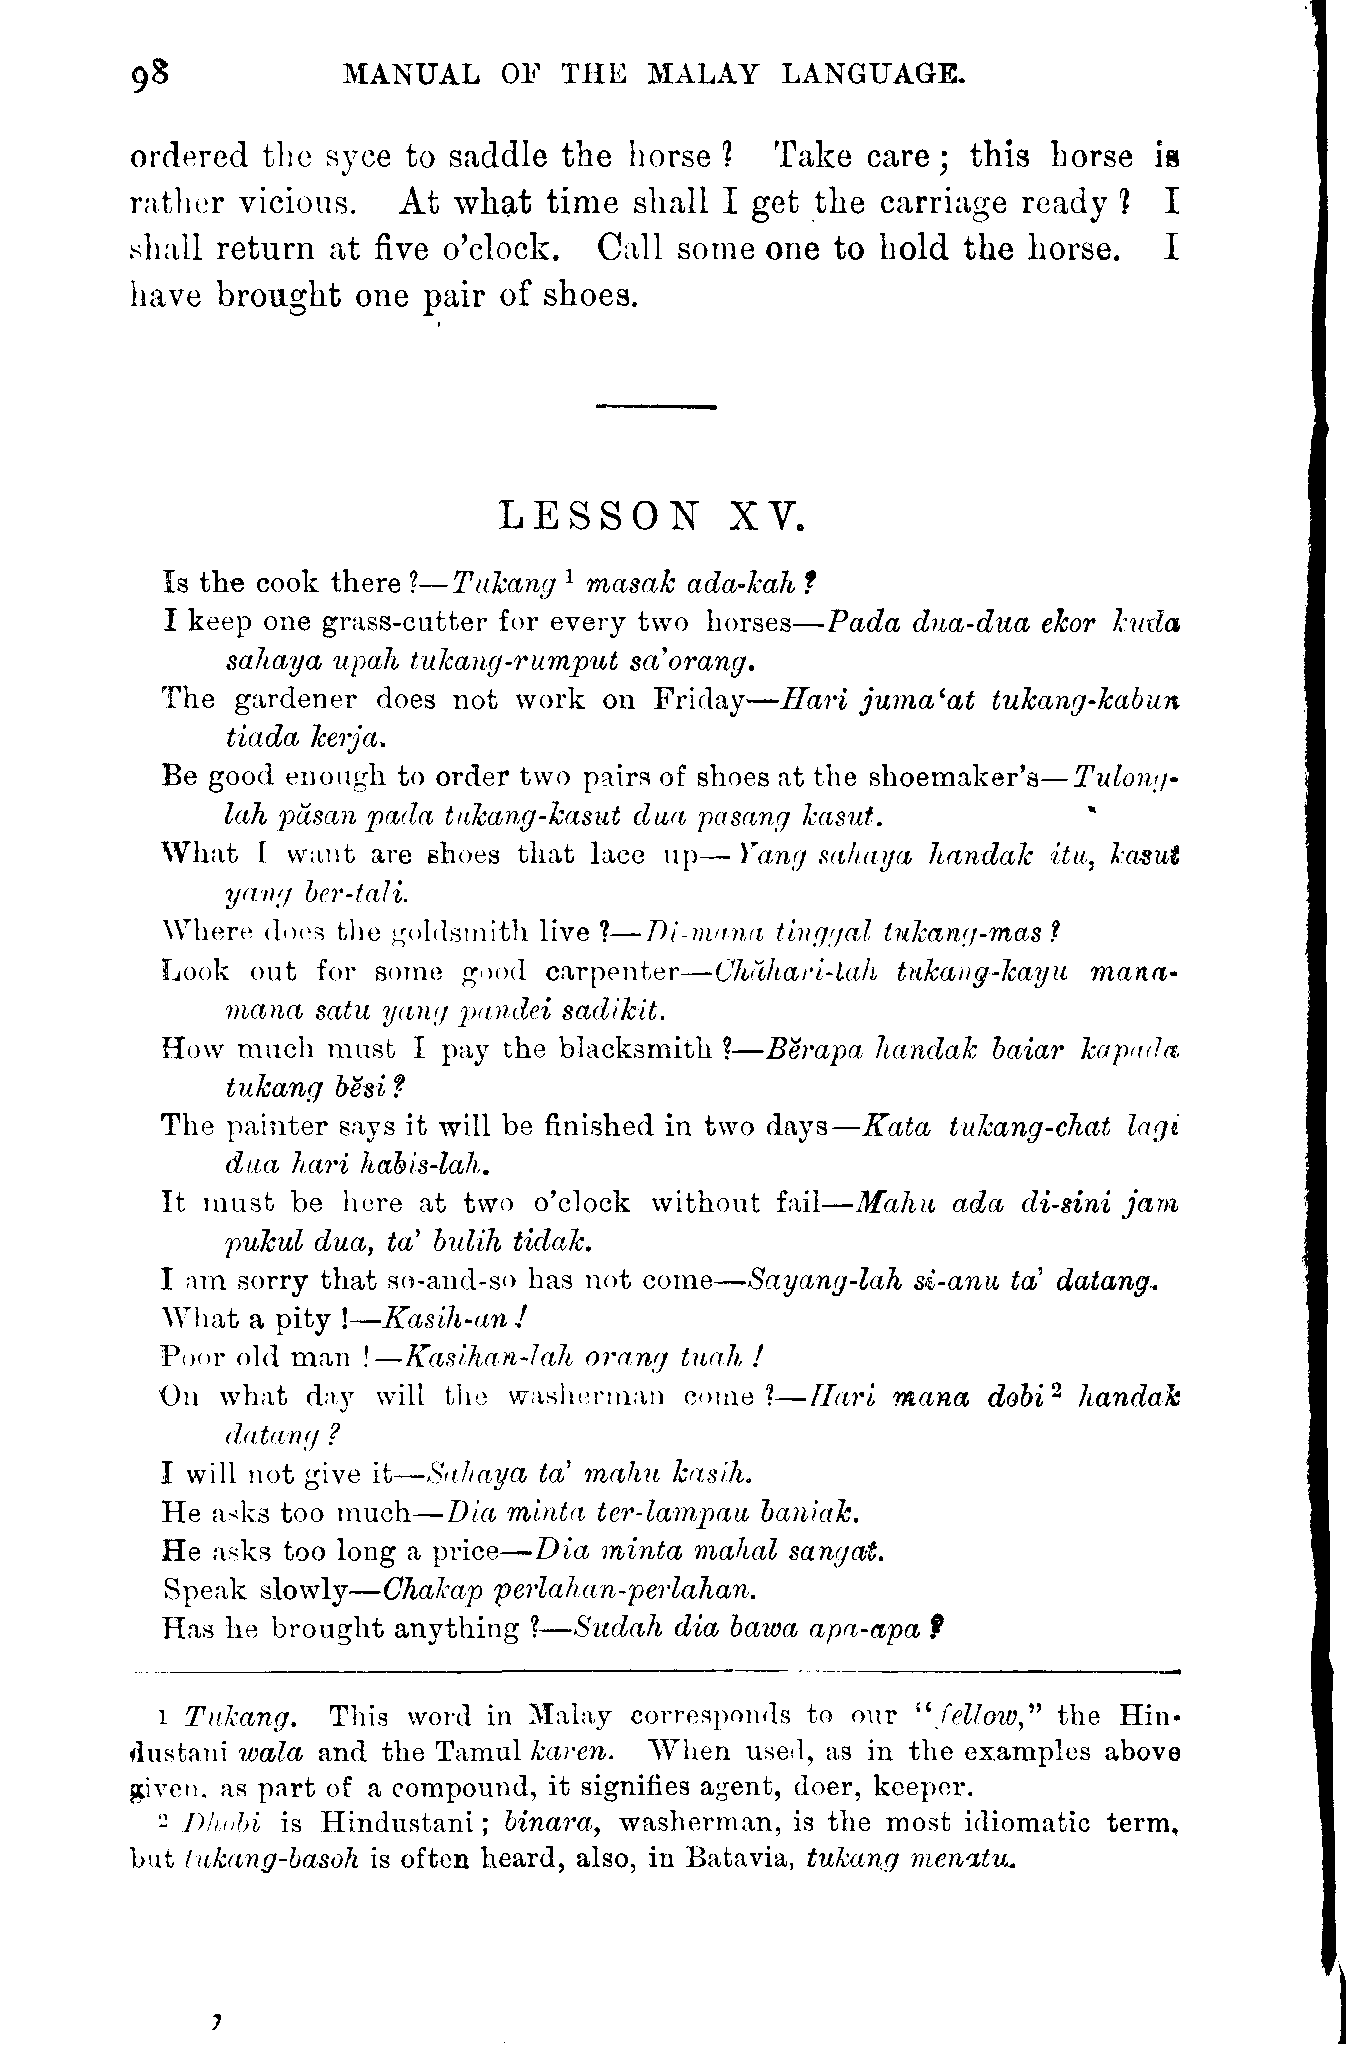 98 MANUAL OF THE MALAY LANGUAGE.
ordered the syce to saddle the horse? Take care; this horse is
rather vicious. At what time shall I get the carriage ready? I
shall return at five o'clock. Call some one to hold the horse. I
have brought one pair of shoes.
LESSON XV.
Is the cook there?—Tukang 1 masak ada-kah?
I keep one grass-cutter for every two horses—Pada dua-dua ekor kuda
sahaya upah tukang-rumput sa'orang.
The gardener does not work on Friday—Hari juma‘at tukang-kabun
tiada kerja.
Be good enough to order two pairs of shoes at the shoemaker's—Tulong-
lah păsan pada tukang-kasut dua pasang kasut.
What I want are shoes that lace up—Yang sahaya handak itu, kasut
yang ber-tali.
Where does the goldsmith live?—Di-mana tinggal tukang-mas?
Look out for some good carpenter—Chăhari-lah tukang-kayu mana-
mana satu yang pandei sadikit.
How much must I pay the blacksmith?—Bĕrapa handak baiar kapada
tukang bĕsi?
The painter says it will be finished in two days—Kata tukang-chat lagi
dua hari habis-lah.
It must be here at two o'clock without fail—Mahu ada di-sini jam
pukul dua, ta' bulih tidak.
I am sorry that so-and-so has not come—Sayang-lah si-anu ta' datang.
What a pity!—Kasih-an!
Poor old man!—Kasihan-lah orang tuah!
On what day will the washerman come?—Hari mana dobi 2 handak
datang?
I will not give it—Sahaya ta' mahu kasih.
He asks too much—Dia minta ter-lampau baniak.
He asks too long a price—Dia minta mahal sangat.
Speak slowly—Chakap perlahan-perlahan.
Has he brought anything?—Sudah dia bawa apa-apa?
1 Tukang. This word in Malay corresponds to our "fellow," the Hin-
dustani wala and the Tamul karen. When used, as in the examples above
given, as part of a compound, it signifies agent, doer, keeper.
2 Dhobi is Hindustani; binara, washerman, is the most idiomatic term,
but tukang-basoh is often heard, also, in Batavia, tukang menatu.